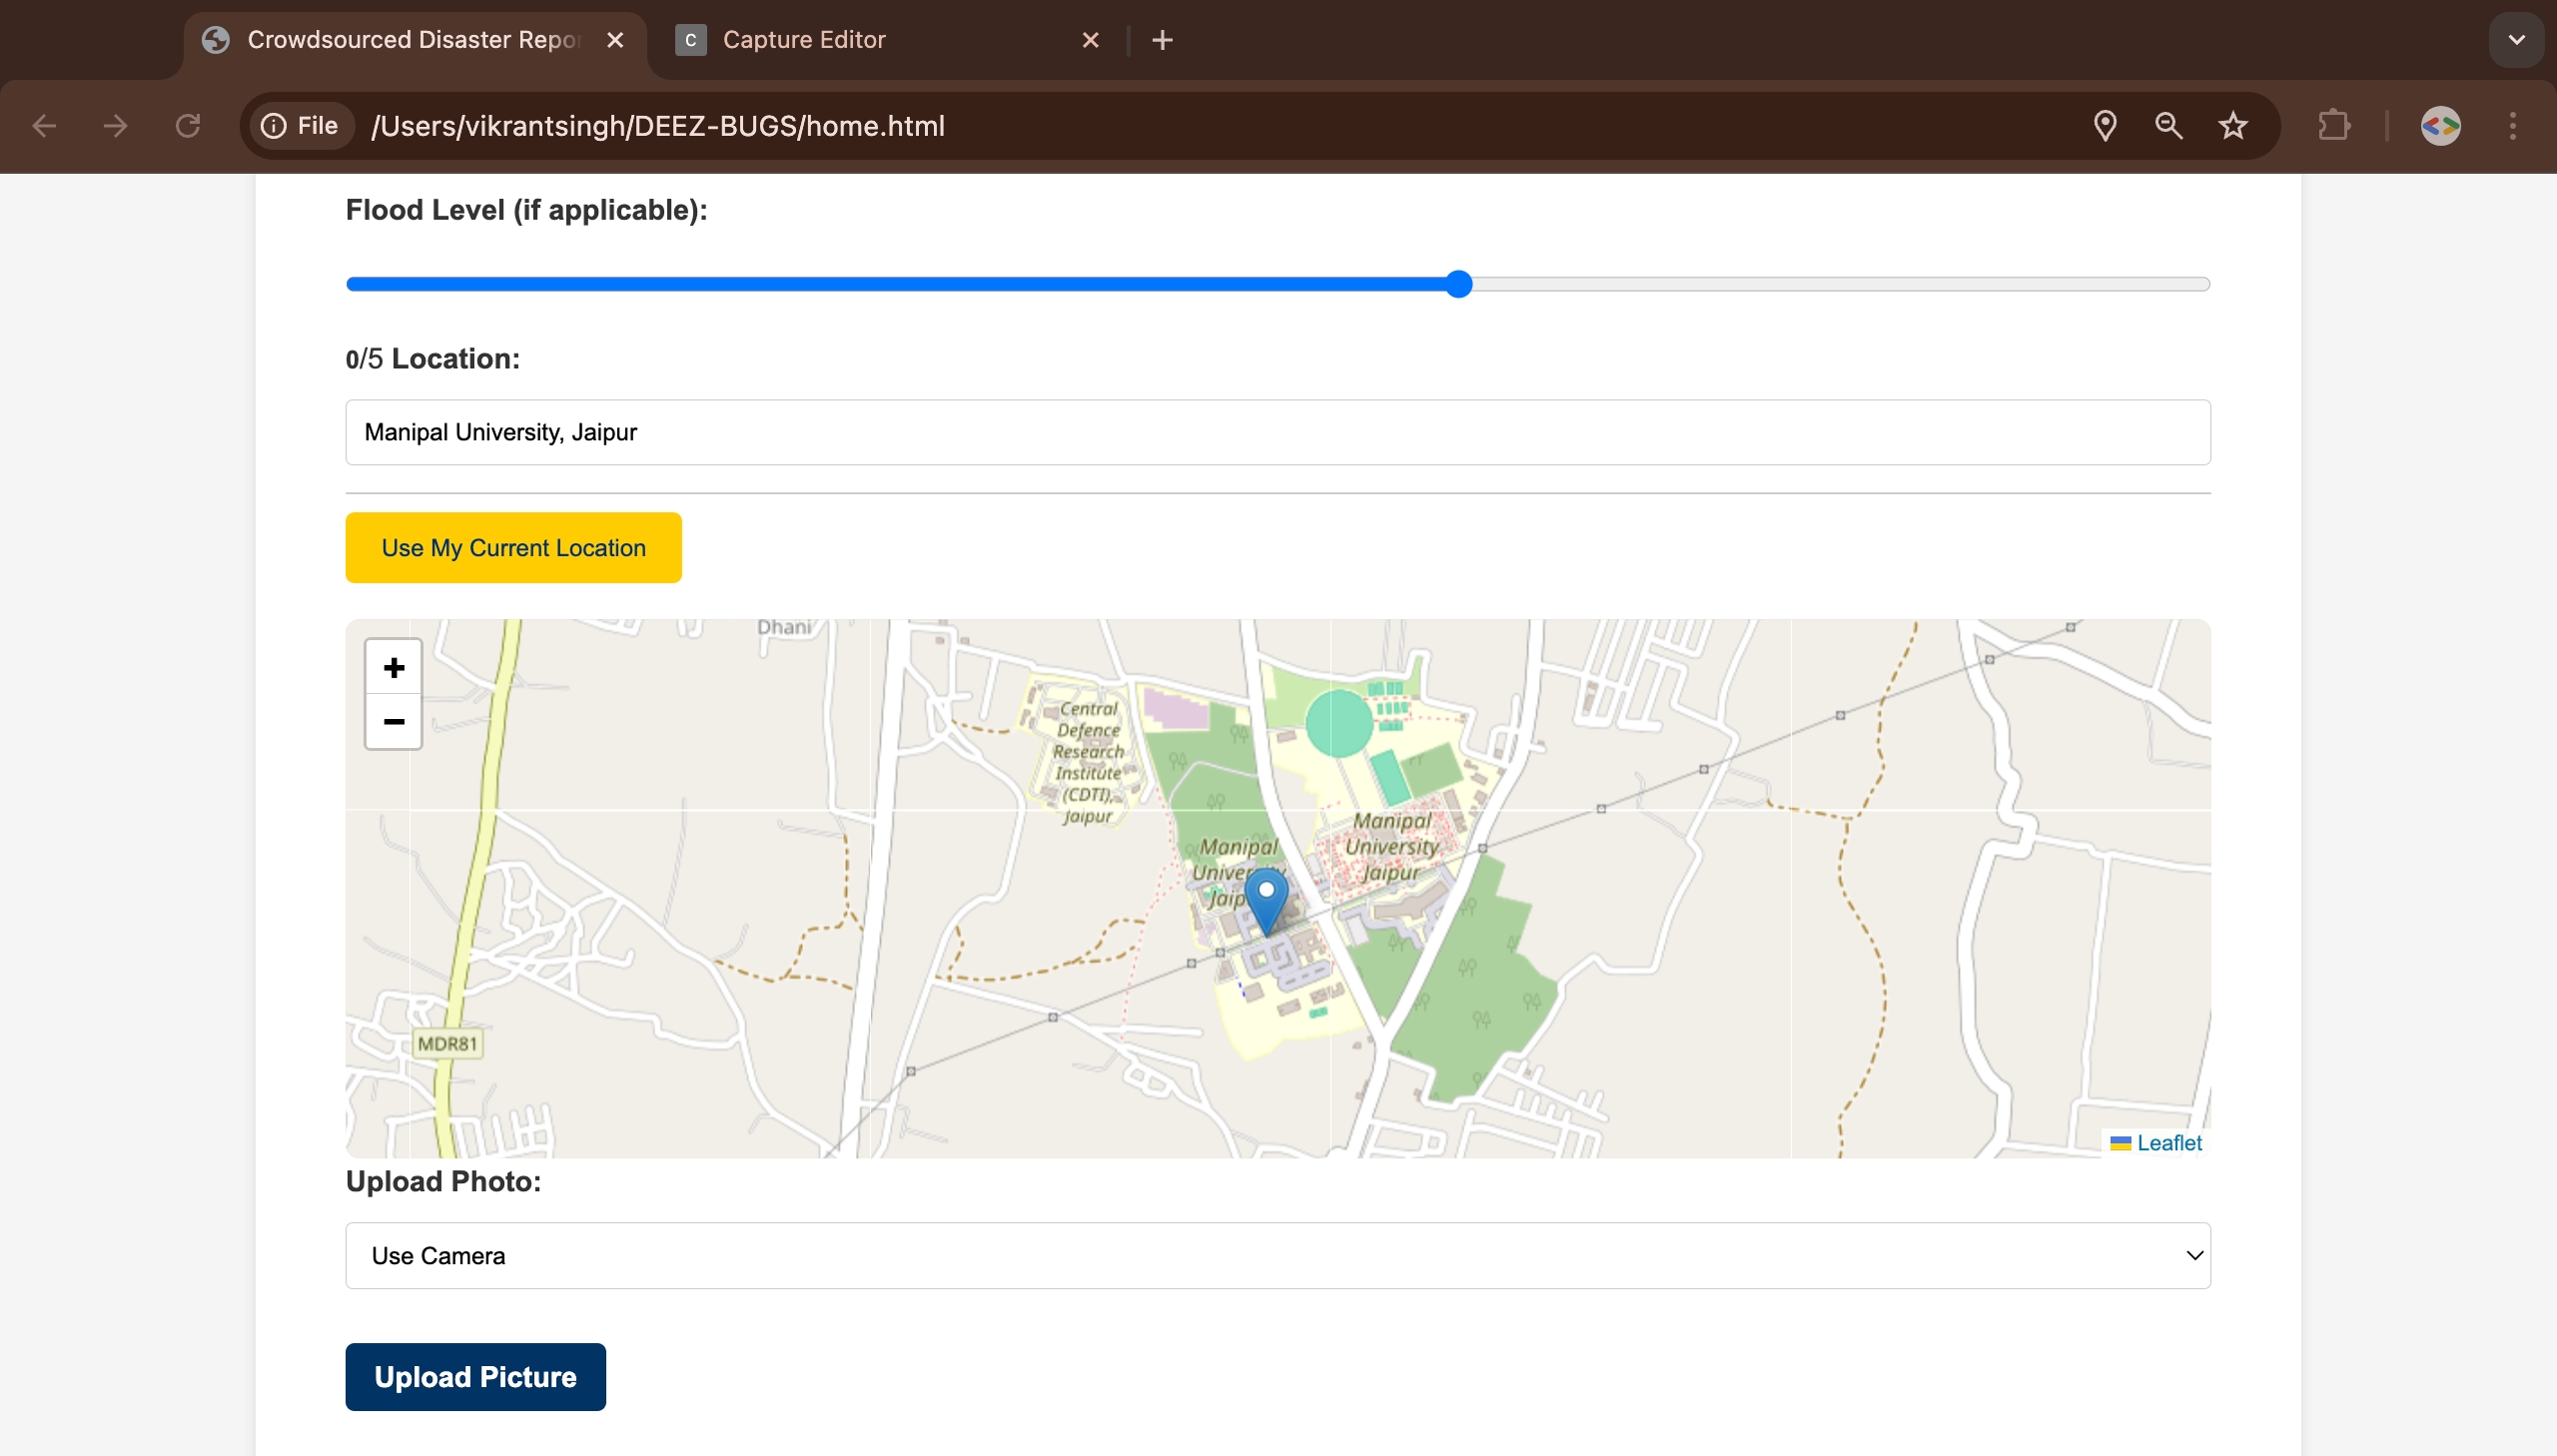 Crowdsourced Disaster Repor
C Capture Editor
File /Users/vikrantsingh/DEEZ-BUGS/home.html
Flood Level (if applicable):
0/5 Location:
Manipal University, Jaipur
Use My Current Location
+
−
Dhani
Central
Defence
Research
Institute
(CDTI),
Jaipur
Manipal
University
Jaipur
Manipal
University
Jaip
MDR81
Leaflet
Upload Photo:
Use Camera
Upload Picture